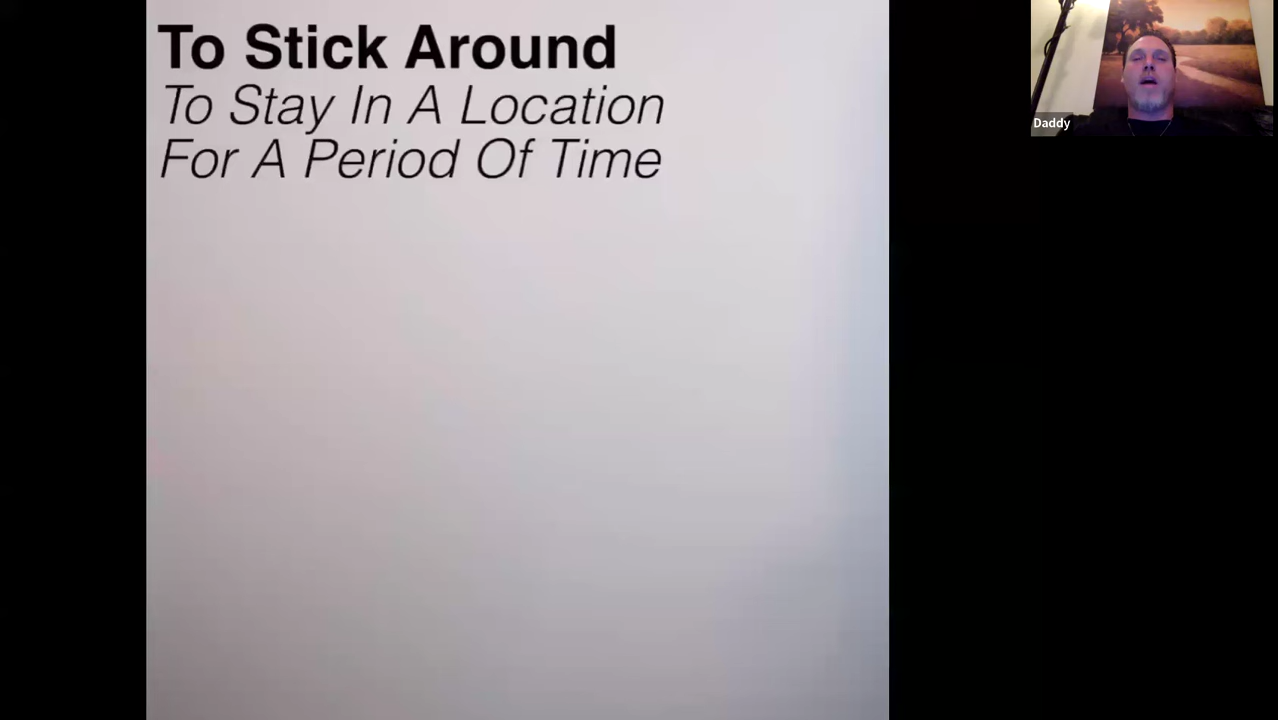 To Stick Around
To Stay In A Location
For A Period Of Time
Daddy